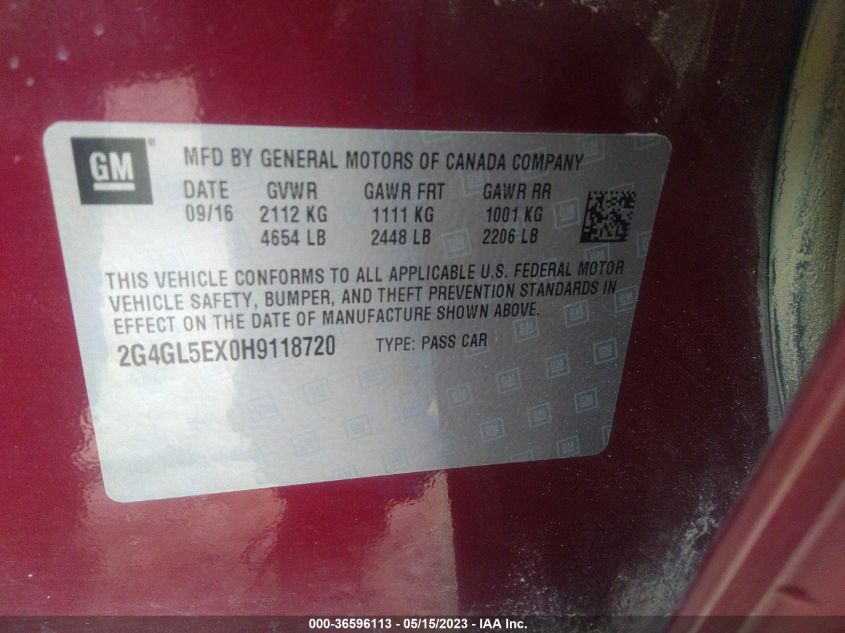 GM
MFD BY GENERAL MOTORS OF CANADA COMPANY
DATE GVWR GAWR FRT GAWR RR
09/16 2112 KG 1111 KG 1001 KG
4654 LB 2448 LB 2206 LB
THIS VEHICLE CONFORMS TO ALL APPLICABLE U.S. FEDERAL MOTOR
VEHICLE SAFETY, BUMPER, AND THEFT PREVENTION STANDARDS IN
EFFECT ON THE DATE OF MANUFACTURE SHOWN ABOVE.
2G4GL5EX0H9118720 TYPE: PASS CAR
000-36596113 - 05/15/2023 - IAA Inc.